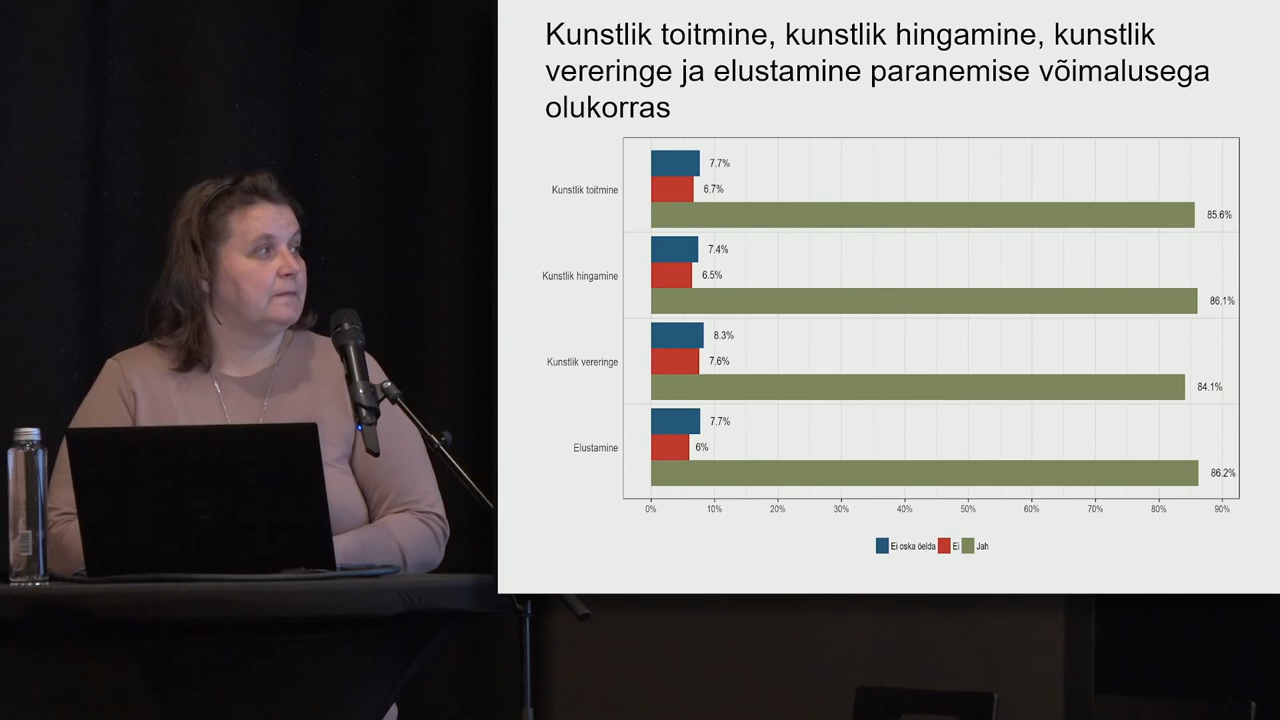 Kunstlik toitmine, kunstlik hingamine, kunstlik
vereringe ja elustamine paranemise võimalusega
olukorras
Kunstlik toitmine
7.7%
6.7%
85.6%
Kunstlik hingamine
7.4%
6.5%
86.1%
Kunstlik vereringe
8.3%
7.6%
84.1%
Elustamine
7.7%
6%
86.2%
0% 10% 20% 30% 40% 50% 60% 70% 80% 90%
Ei oska öelda Ei Jah